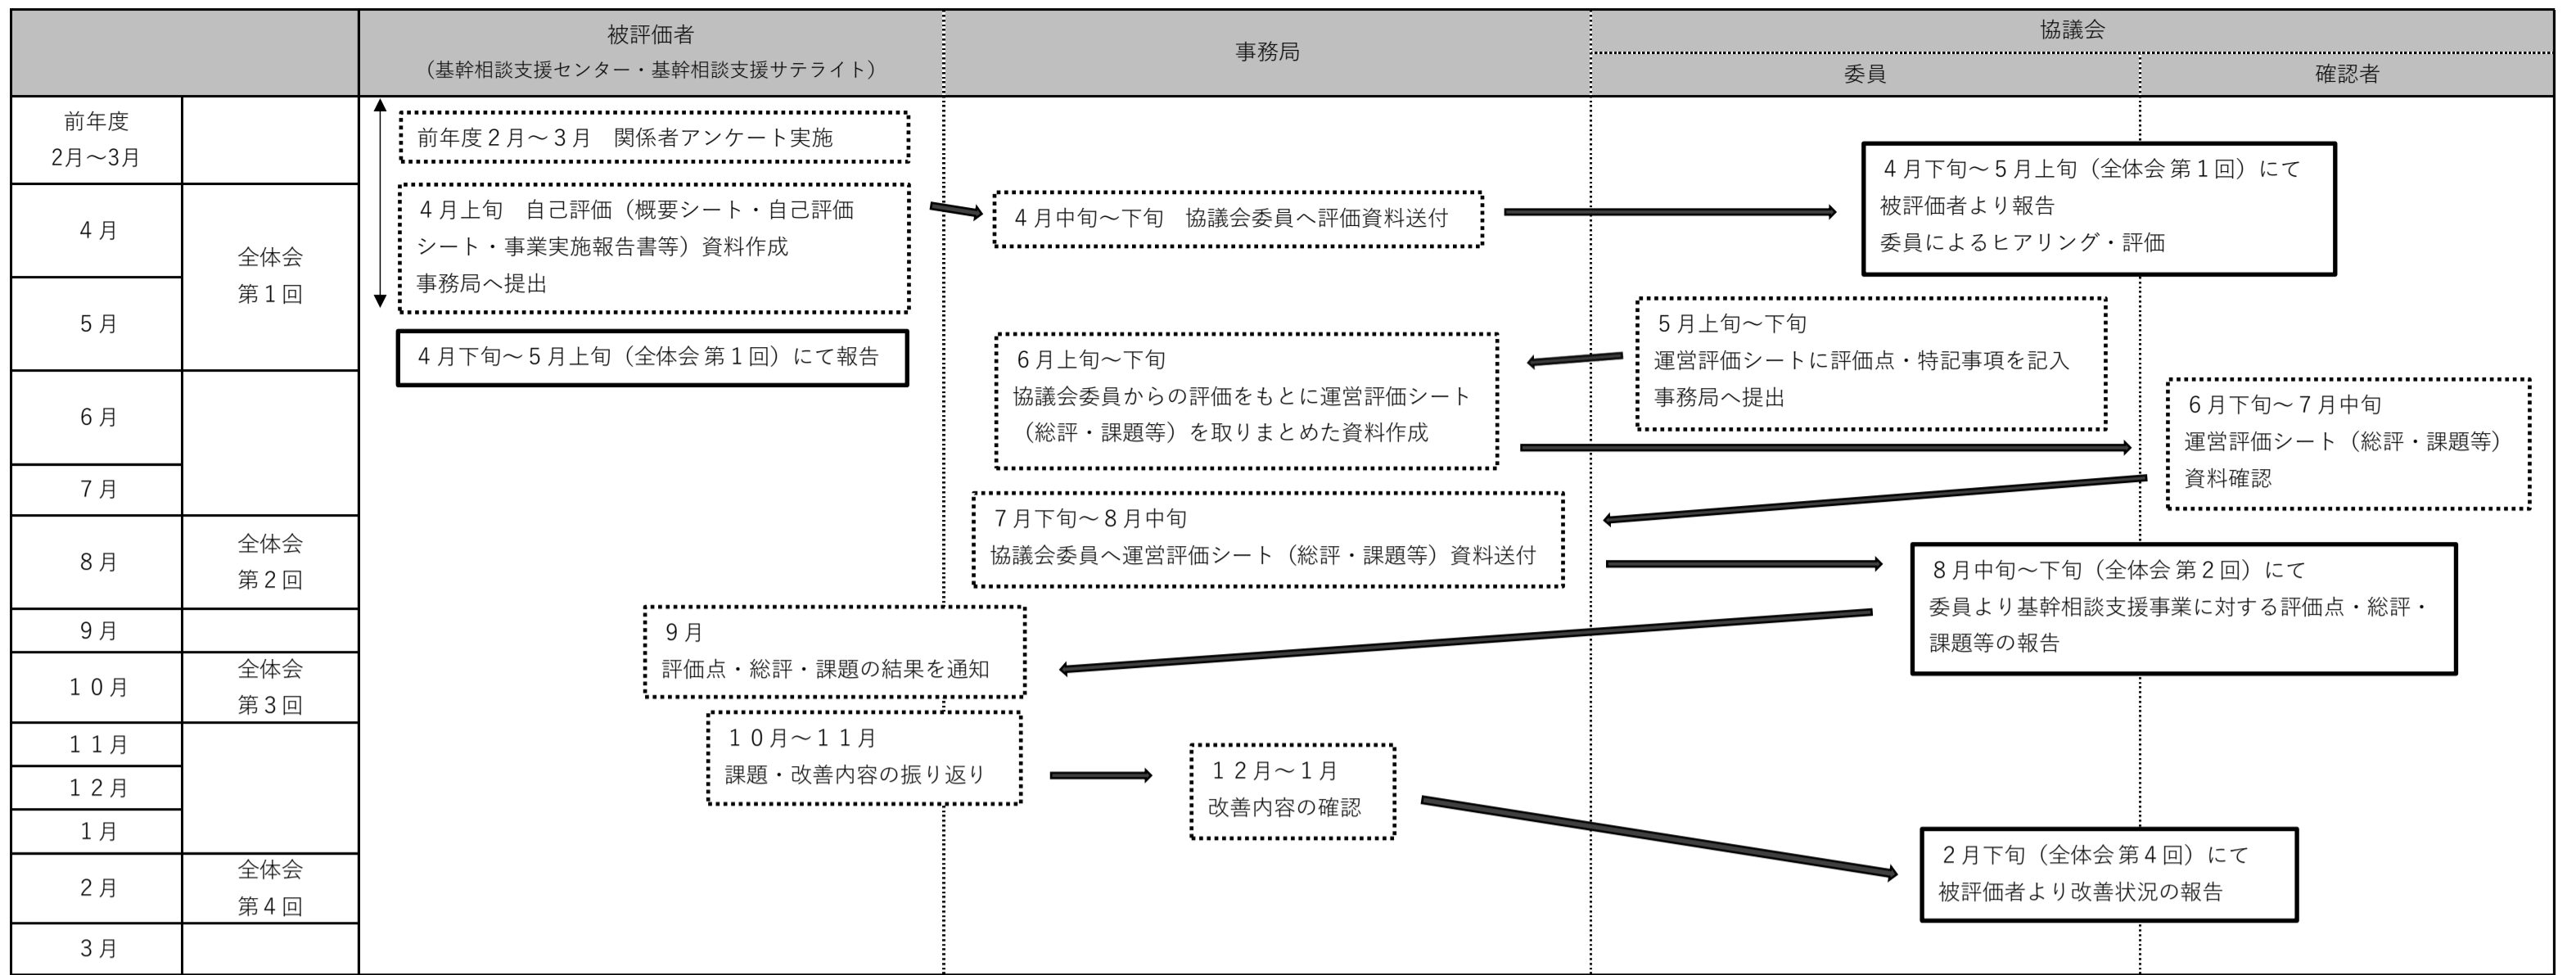 被評価者
（基幹相談支援センター・基幹相談支援サテライト）
事務局
協議会
委員
確認者
前年度
2月～3月
4月
5月
6月
7月
8月
9月
10月
11月
12月
1月
2月
3月
全体会
第1回
全体会
第2回
全体会
第3回
全体会
第4回
前年度2月～3月　関係者アンケート実施
4月上旬　自己評価（概要シート・自己評価
シート・事業実施報告書等）資料作成
事務局へ提出
4月下旬～5月上旬（全体会 第1回）にて報告
4月中旬～下旬　協議会委員へ評価資料送付
4月下旬～5月上旬（全体会 第1回）にて
被評価者より報告
委員によるヒアリング・評価
5月上旬～下旬
運営評価シートに評価点・特記事項を記入
事務局へ提出
6月上旬～下旬
協議会委員からの評価をもとに運営評価シート
（総評・課題等）を取りまとめた資料作成
6月下旬～7月中旬
運営評価シート（総評・課題等）
資料確認
7月下旬～8月中旬
協議会委員へ運営評価シート（総評・課題等）資料送付
8月中旬～下旬（全体会 第2回）にて
委員より基幹相談支援事業に対する評価点・総評・
課題等の報告
9月
評価点・総評・課題の結果を通知
10月～11月
課題・改善内容の振り返り
12月～1月
改善内容の確認
2月下旬（全体会 第4回）にて
被評価者より改善状況の報告